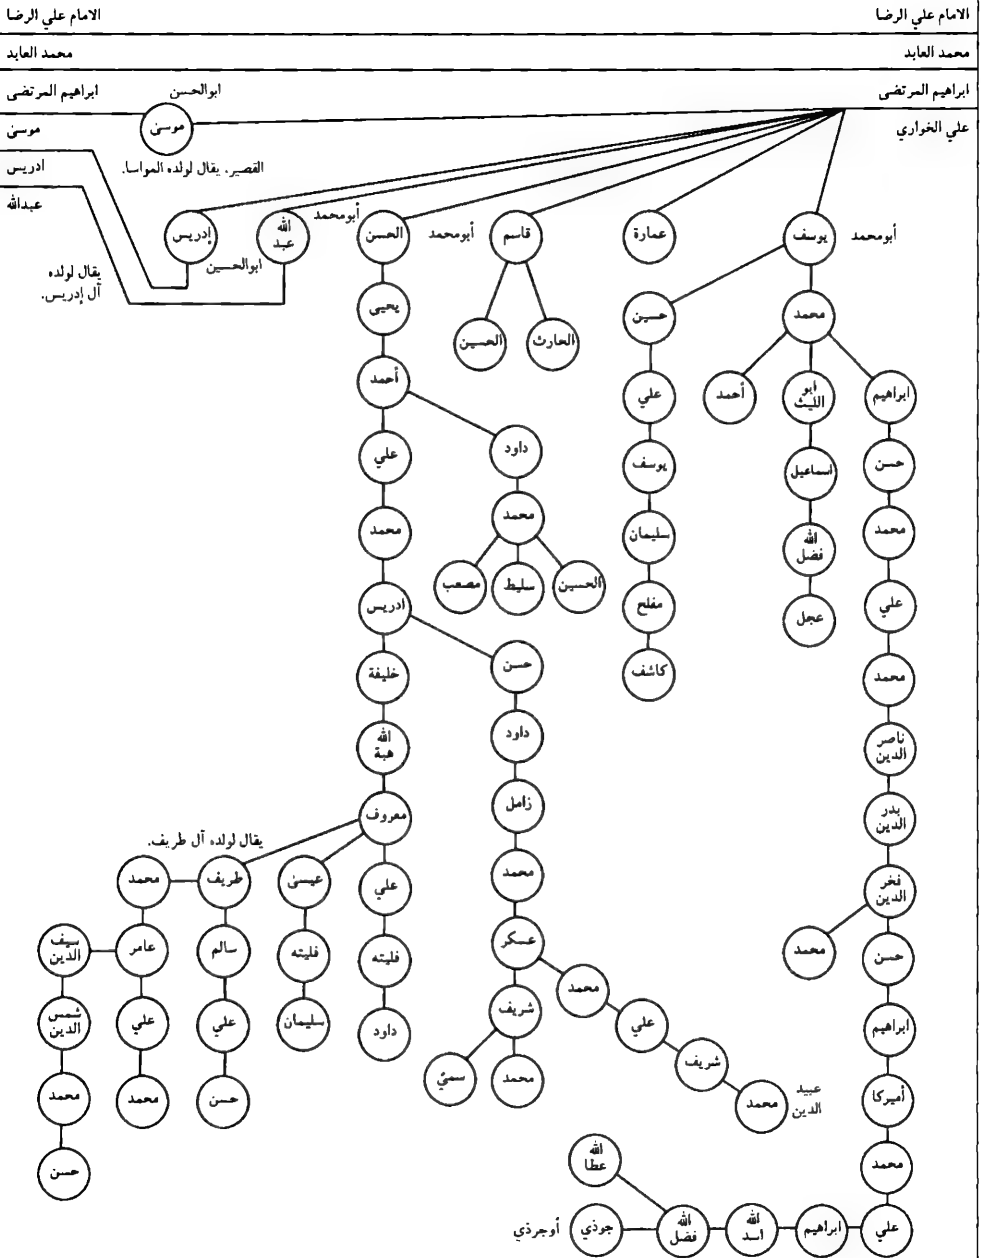 الامام علي الرضا
الامام علي الرضا
محمد العابد
محمد العابد
ابراهيم المرتضى
ابوالحسن
ابراهيم المرتضى
علي الخواري
موسىٰ
موسىٰ
القصير. يقال لولده المواسا.
ادريس
عبدالله
أبومحمد
يوسف
عمارة
قاسم
أبومحمد
الحسن
أبومحمد
الله
عبد
إدريس
ابوالحسين
يقال لولده
آل إدريس.
محمد
حسين
الحارث
الحسين
يحيى
ابراهيم
ابو
الليث
أحمد
علي
أحمد
حسن
اسماعيل
يوسف
داود
علي
محمد
الله
فضل
سليمان
محمد
محمد
علي
عجل
مفلح
الحسين
سليط
مصعب
ادريس
محمد
كاشف
حسن
خليفة
ناصر
الدين
داود
الله
هبة
بدر
الدين
زامل
معروف
يقال لولده آل طريف.
فخر
الدين
محمد
علي
عيسىٰ
طريف
محمد
محمد
حسن
عسكر
فليته
فليته
سالم
عامر
سيف
الدين
محمد
ابراهيم
علي
شريف
داود
سليمان
علي
علي
شمس
الدين
أميركا
شريف
محمد
سميّ
حسن
محمد
محمد
عبيد
الدين
محمد
محمد
الله
عطا
حسن
علي
ابراهيم
الله
اسد
الله
فضل
جوذي
أوجرذي